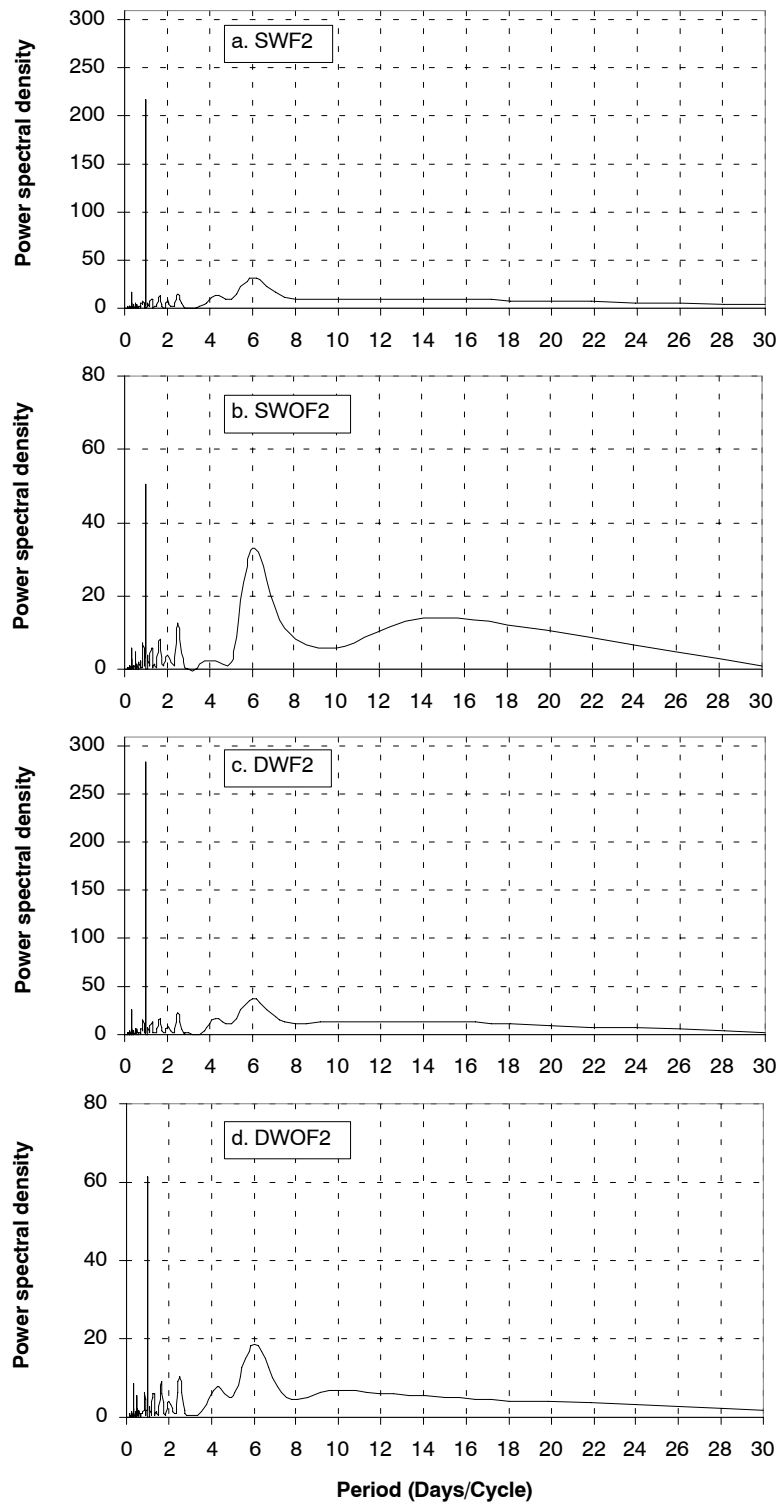 a. SWF2
Power spectral density
300
250
200
150
100
50
0
0 2 4 6 8 10 12 14 16 18 20 22 24 26 28 30
b. SWOF2
Power spectral density
80
60
40
20
0
0 2 4 6 8 10 12 14 16 18 20 22 24 26 28 30
c. DWF2
Power spectral density
300
250
200
150
100
50
0
0 2 4 6 8 10 12 14 16 18 20 22 24 26 28 30
d. DWOF2
Power spectral density
80
60
40
20
0
0 2 4 6 8 10 12 14 16 18 20 22 24 26 28 30
Period (Days/Cycle)